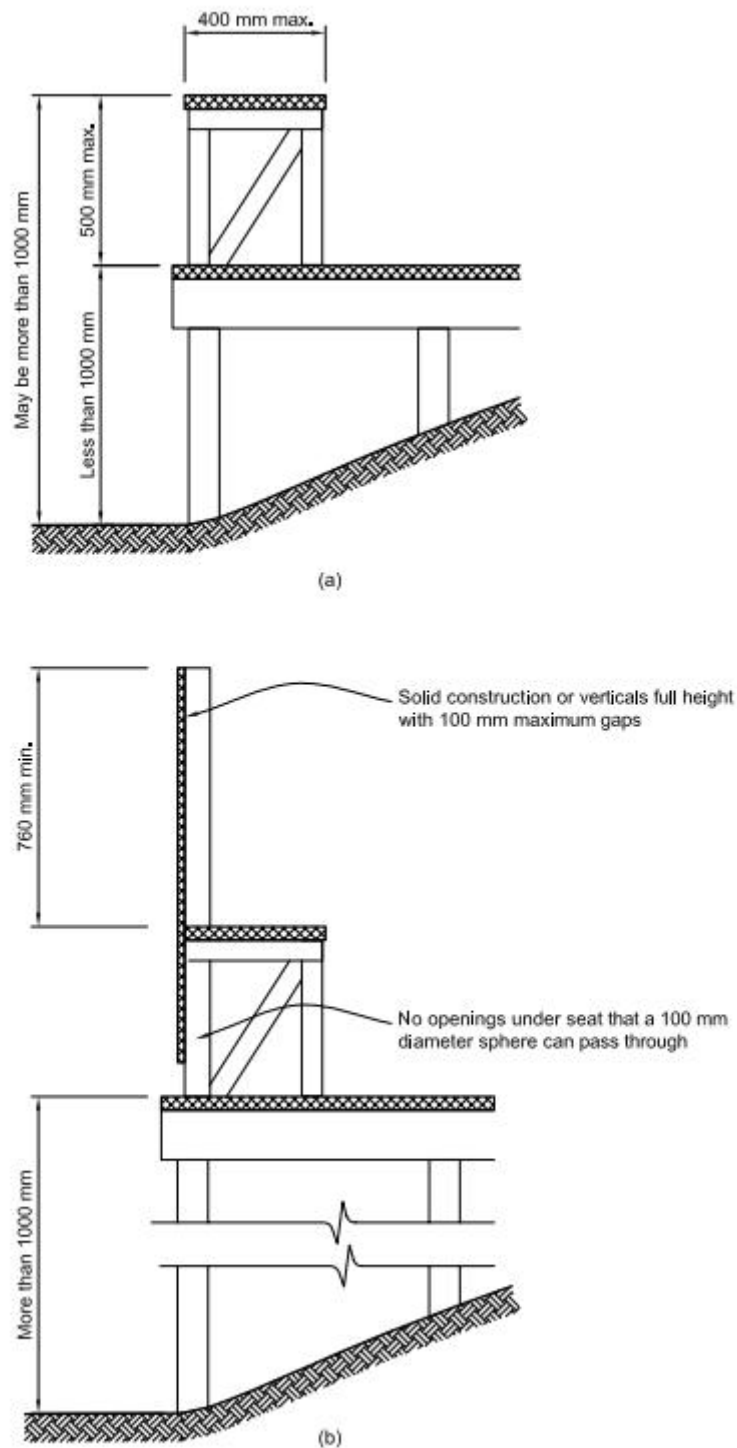 400 mm max.
500 mm max.
May be more than 1000 mm
Less than 1000 mm
(a)
760 mm min.
Solid construction or verticals full height
with 100 mm maximum gaps
No openings under seat that a 100 mm
diameter sphere can pass through
More than 1000 mm
(b)